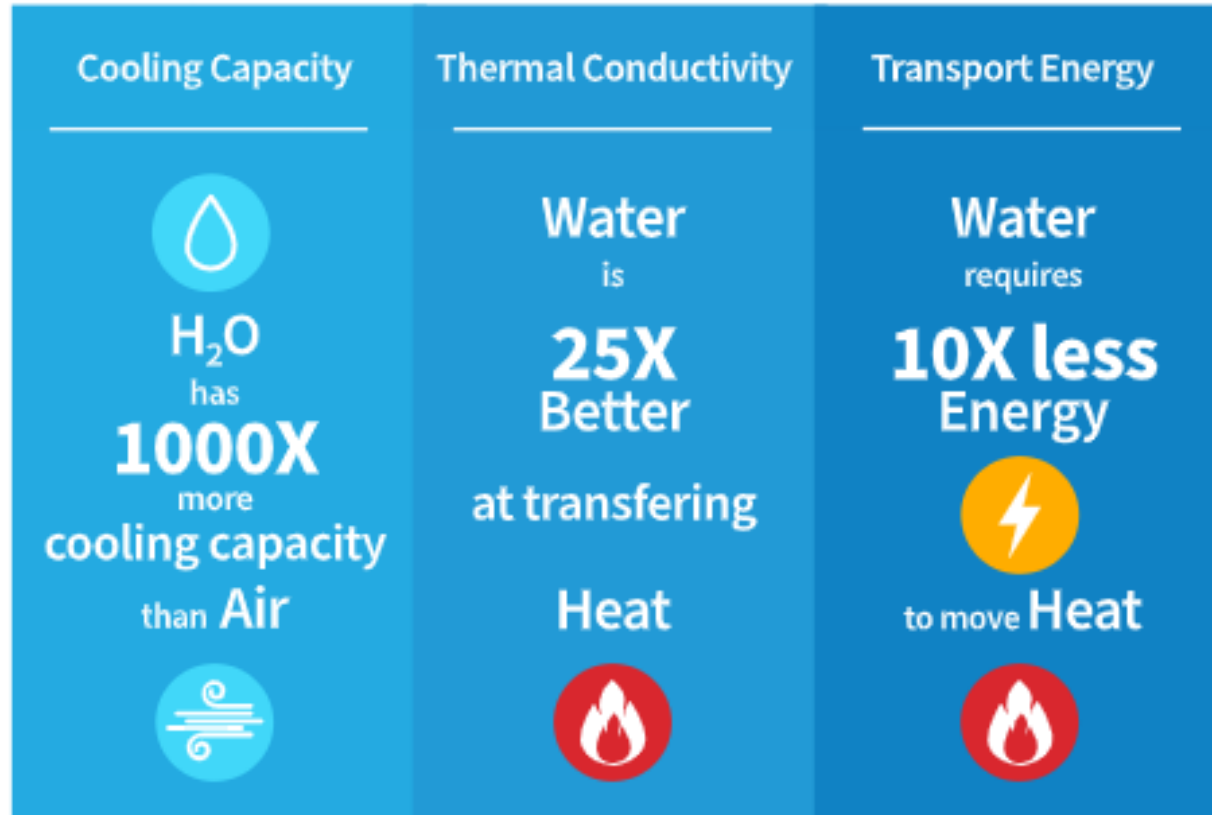 Cooling Capacity
H₂O
has
1000X
more
cooling capacity
than Air
Thermal Conductivity
Water
is
25X
Better
at transfering
Heat
Transport Energy
Water
requires
10X less
Energy
to move Heat